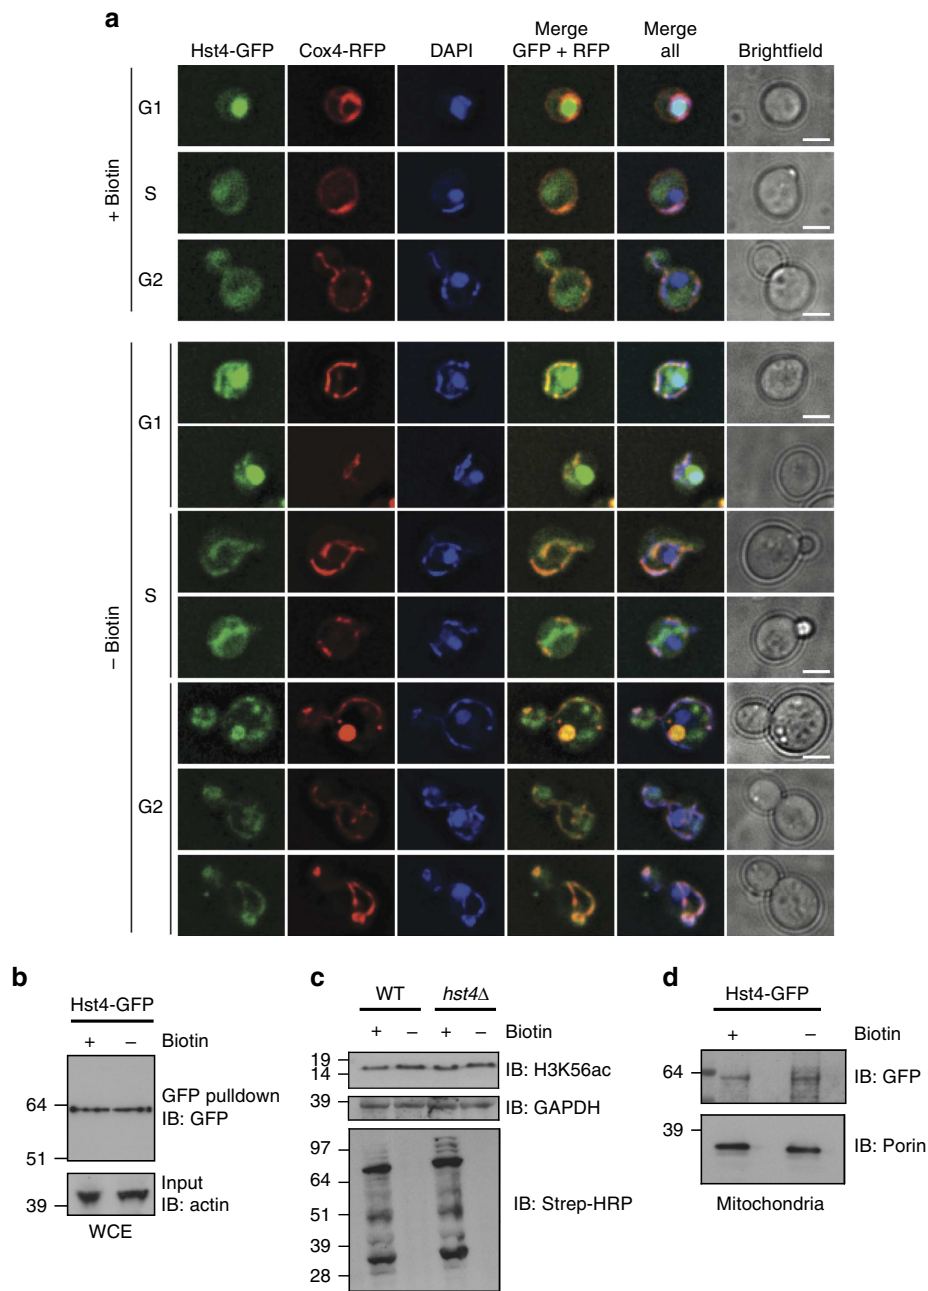 a
Hst4-GFP Cox4-RFP DAPI Merge GFP + RFP Merge all Brightfield
+ Biotin
G1
S
G2
– Biotin
G1
S
G2
b
Hst4-GFP
+ – Biotin
64
51
GFP pulldown
IB: GFP
39
Input
IB: actin
WCE
c
WT hst4Δ
+ – + – Biotin
19
14
IB: H3K56ac
39
IB: GAPDH
97
64
51
39
28
IB: Strep-HRP
d
Hst4-GFP
+ –
64
IB: GFP
39
IB: Porin
Mitochondria